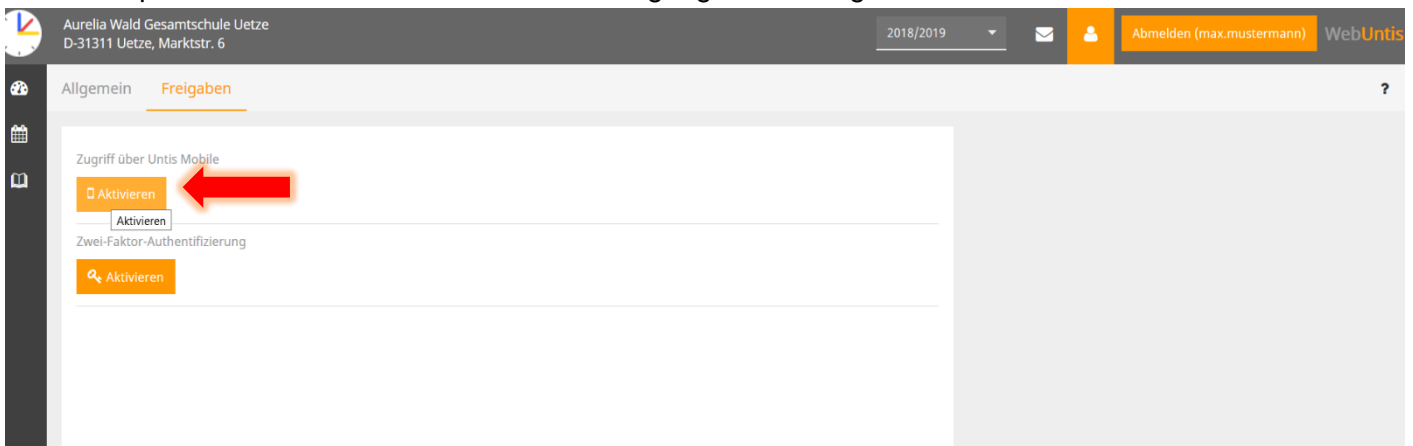 Aurelia Wald Gesamtschule Uetze
D-31311 Uetze, Marktstr. 6
2018/2019
Abmelden (max.mustermann)
WebUntis
Allgemein Freigaben
?
Zugriff über Untis Mobile
Aktivieren
Aktivieren
Zwei-Faktor-Authentifizierung
Aktivieren